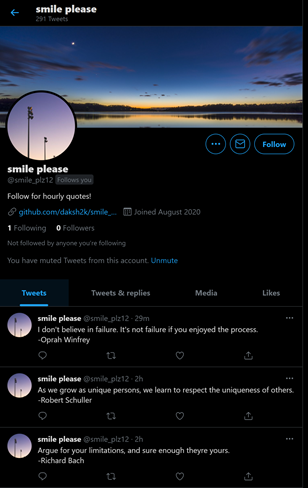 smile please
291 Tweets
Follow
smile please
@smile_plz12 Follows you
Follow for hourly quotes!
github.com/daksh2k/smile_... Joined August 2020
1 Following 0 Followers
Not followed by anyone you're following
You have muted Tweets from this account. Unmute
Tweets Tweets & replies Media Likes
smile please @smile_plz12 · 29m
I don't believe in failure. It's not failure if you enjoyed the process.
-Oprah Winfrey
smile please @smile_plz12 · 2h
As we grow as unique persons, we learn to respect the uniqueness of others.
-Robert Schuller
smile please @smile_plz12 · 2h
Argue for your limitations, and sure enough theyre yours.
-Richard Bach